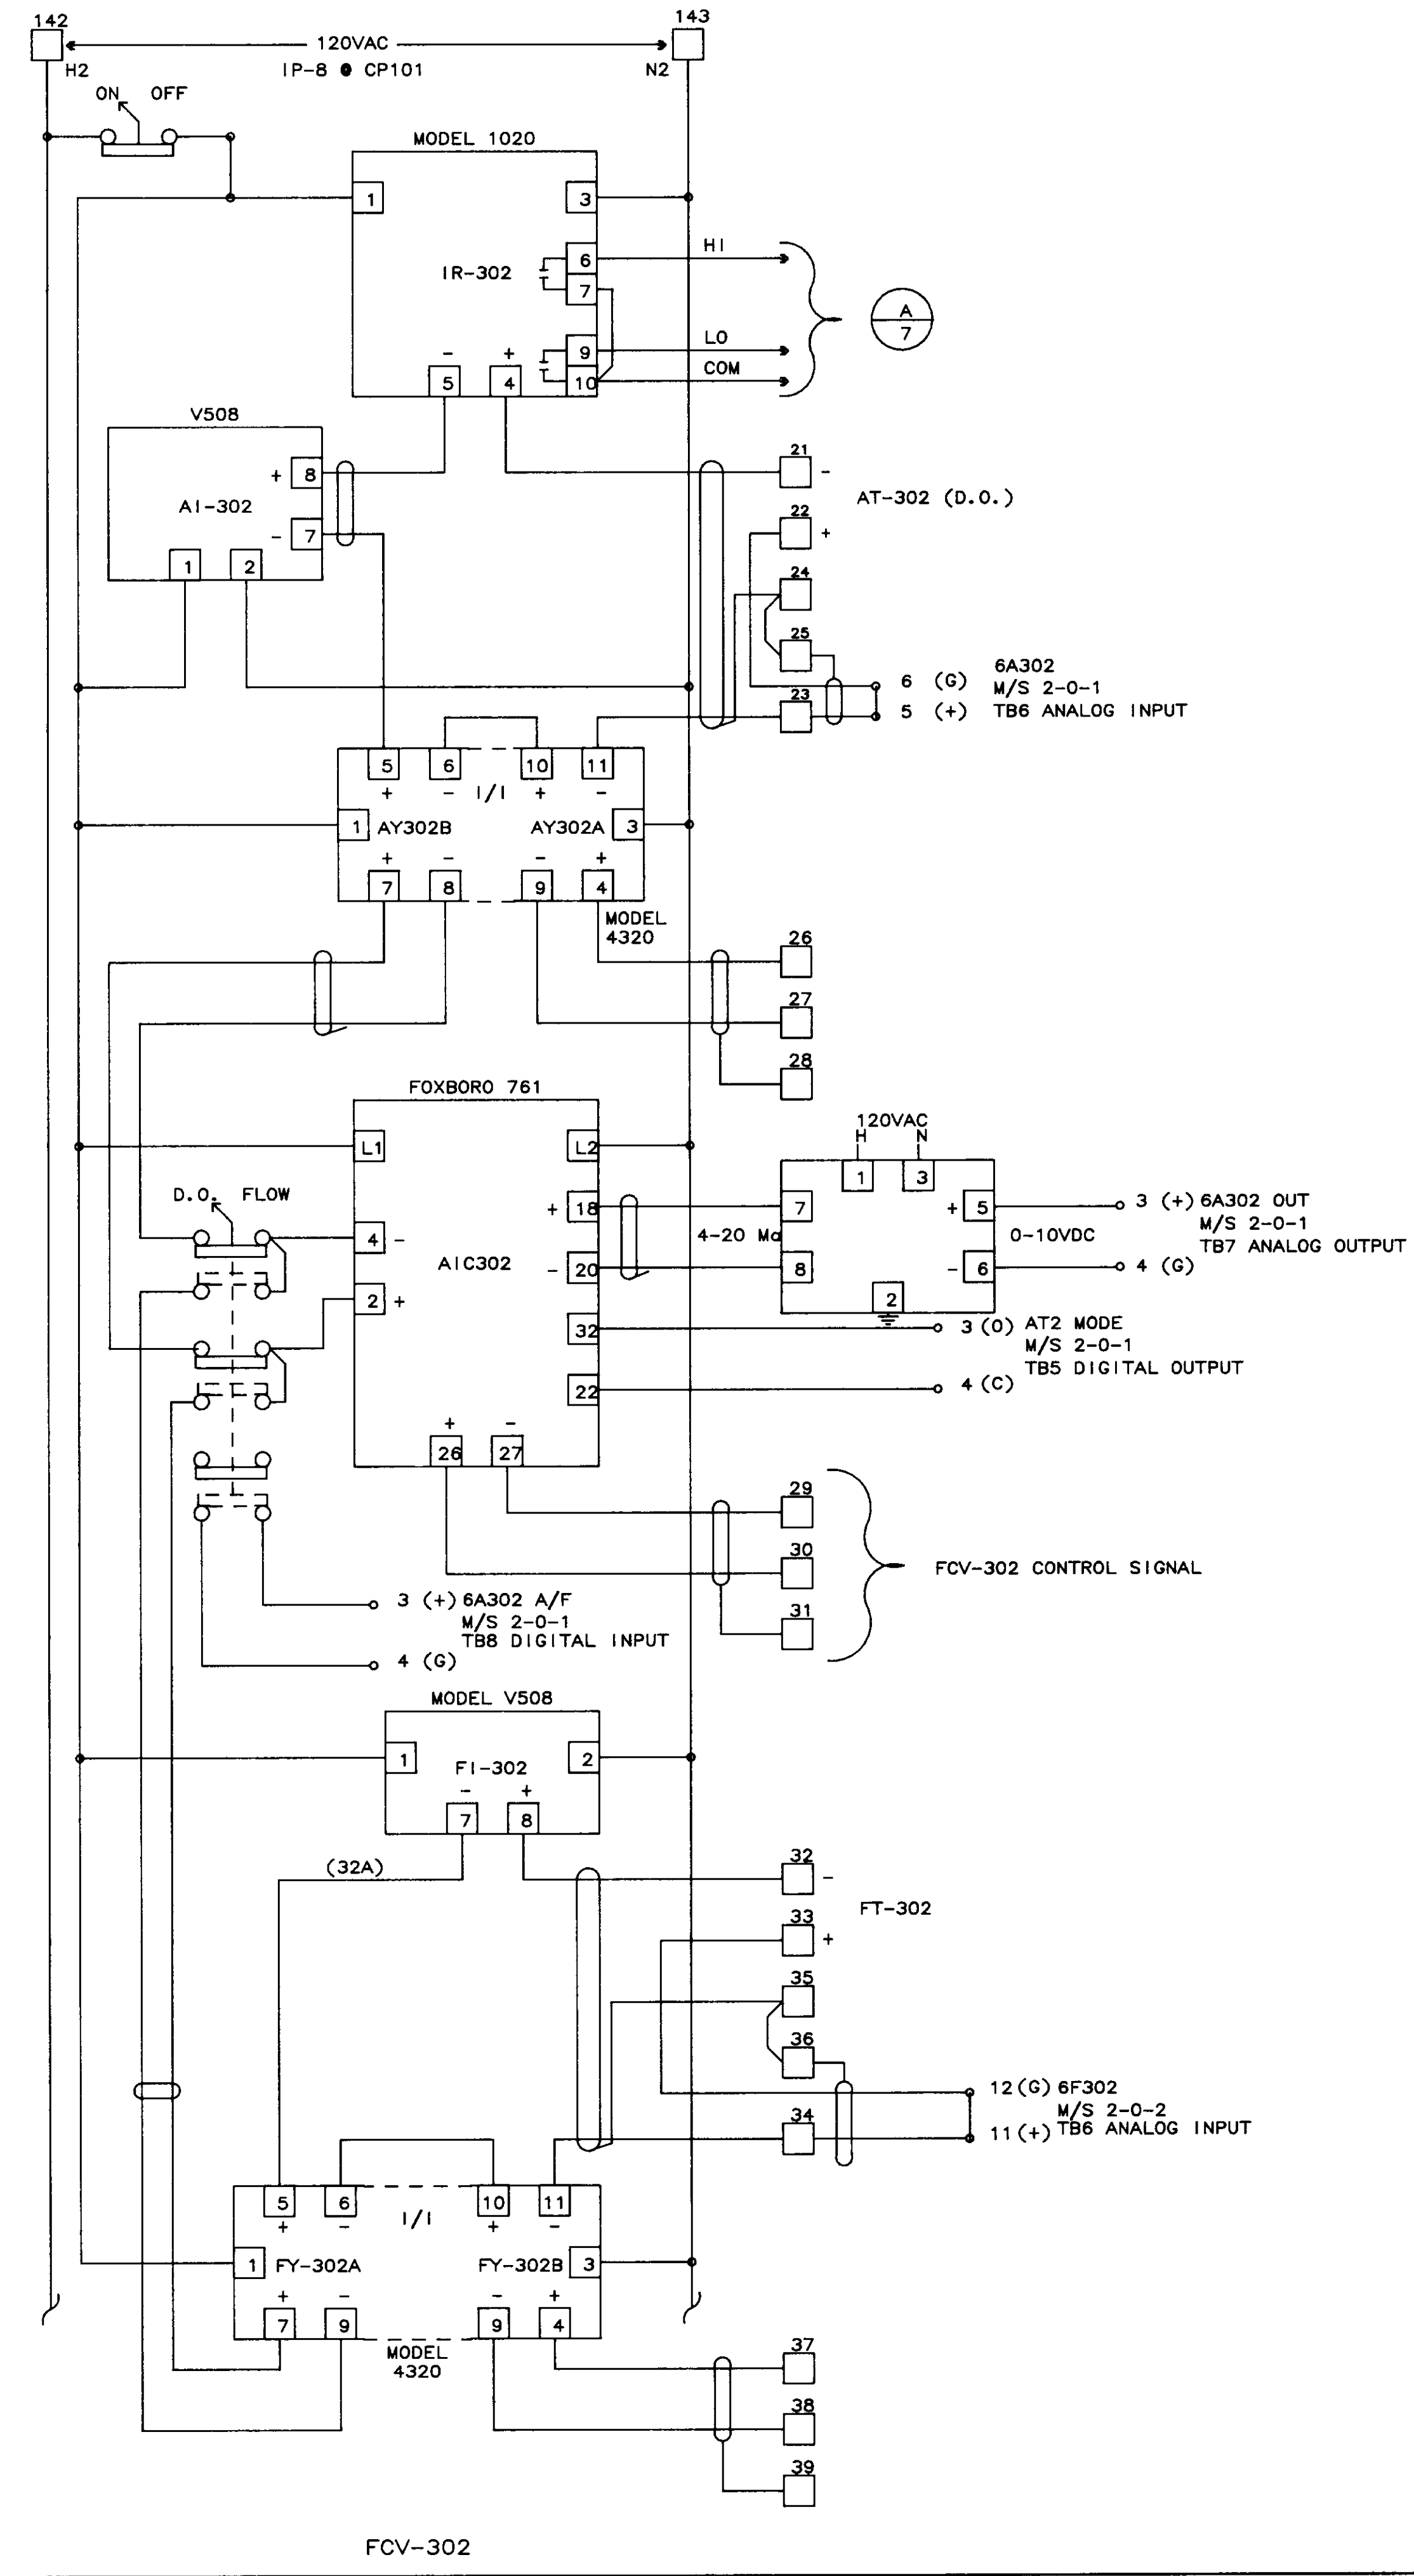 142
143
120VAC
H2
IP-8 @ CP101
N2
ON OFF
MODEL 1020
1
3
6
HI
IR-302
7
A
7
9
LO
- +
10
COM
5
4
V508
8
+
21
-
AI-302
AT-302 (D.O.)
7
-
22
+
1
2
24
25
6A302
6 (G)
M/S 2-0-1
23
5 (+)
TB6 ANALOG INPUT
5
6
10
11
+ - I/I + -
1
AY302B
AY302A
3
+ - - +
7
8
9
4
MODEL
4320
26
27
28
FOXBORO 761
120VAC
H N
L1
L2
1
3
D.O. FLOW
+
18
7
+
5
3 (+) 6A302 OUT
M/S 2-0-1
4
-
4-20 Ma
0-10VDC
TB7 ANALOG OUTPUT
AIC302
-
20
8
-
6
4 (G)
2
+
2
32
3 (O) AT2 MODE
M/S 2-0-1
TB5 DIGITAL OUTPUT
22
4 (C)
+ -
26
27
29
30
FCV-302 CONTROL SIGNAL
3 (+) 6A302 A/F
31
M/S 2-0-1
TB8 DIGITAL INPUT
4 (G)
MODEL V508
1
2
FI-302
- +
7
8
(32A)
32
-
FT-302
33
+
35
36
12 (G) 6F302
M/S 2-0-2
34
11 (+) TB6 ANALOG INPUT
5
6
10
11
+ - I/I + -
1
FY-302A
FY-302B
3
+ - - +
7
9
9
4
MODEL
4320
37
38
39
FCV-302